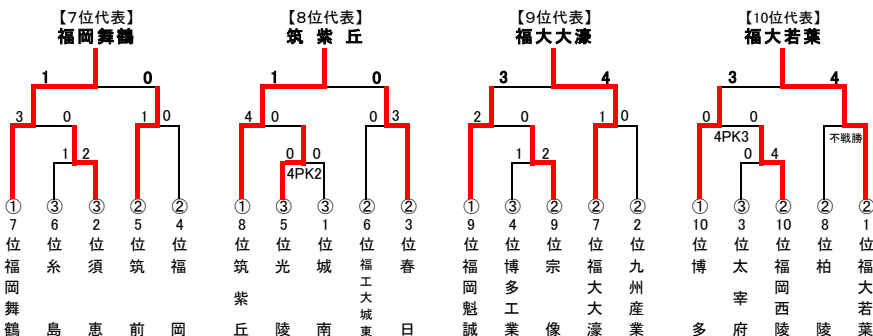 【7位代表】
福岡舞鶴
1 0
3 0 1 0
1 2
①7位福岡舞鶴
③6位糸島
③2位須恵
②5位筑前
②4位福岡
【8位代表】
筑紫丘
1 0
4 0 0 3
0 0
4PK2
①8位筑紫丘
③5位光陵
③1位城南
②6位福工大城東
②3位春日
【9位代表】
福大大濠
3 4
2 0 1 0
1 2
①9位福岡魁誠
③4位博多工業
②9位宗像
②7位福大大濠
②2位九州産業
【10位代表】
福大若葉
3 4
0 0
4PK3
不戦勝
0 4
①10位博多
③3位太宰府
②10位福岡西陵
②8位柏陵
②1位福大若葉